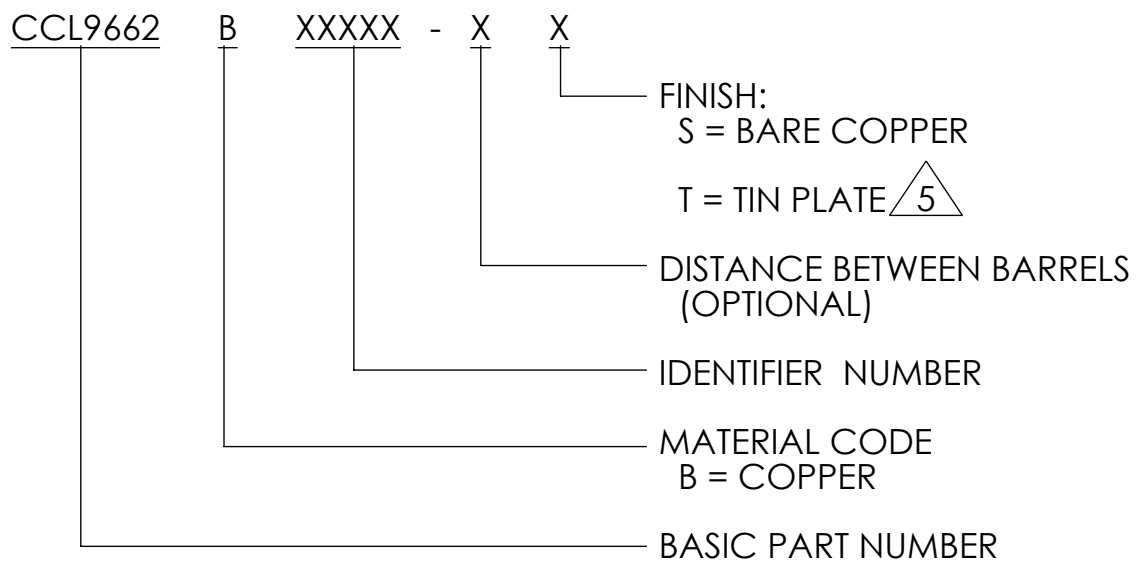 CCL9662 B XXXXX - X X
FINISH:
S = BARE COPPER
T = TIN PLATE 5
DISTANCE BETWEEN BARRELS
(OPTIONAL)
IDENTIFIER NUMBER
MATERIAL CODE
B = COPPER
BASIC PART NUMBER